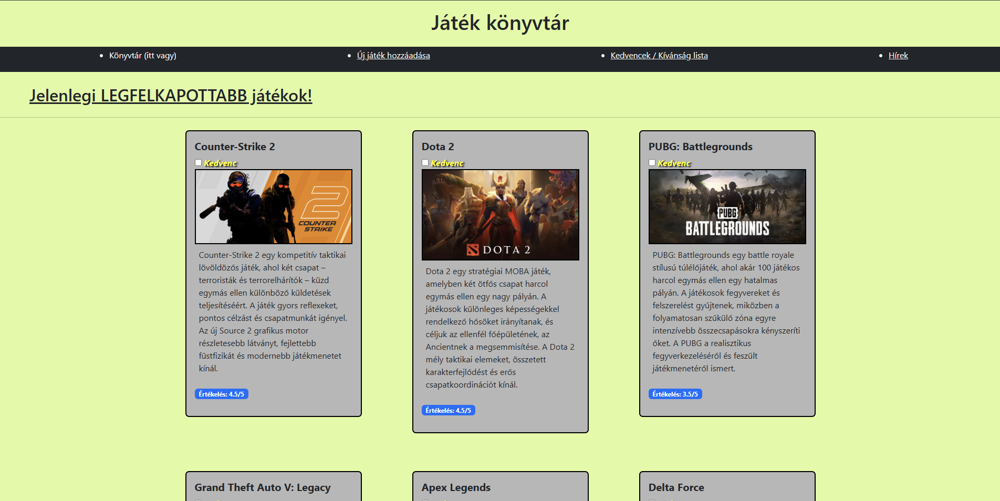 Játék könyvtár
Könyvtár (itt vagy)
Új játék hozzáadása
Kedvencek / Kívánság lista
Hírek
Jelenlegi LEGFELKAPOTTABB játékok!
Counter-Strike 2
Kedvenc
2
COUNTER
STRIKE
Counter-Strike 2 egy kompetitív taktikai
lövöldözős játék, ahol két csapat –
terroristák és terrorelhárítók – küzd
egymás ellen különböző küldetések
teljesítéséért. A játék gyors reflexeket,
pontos célzást és csapatmunkát igényel.
Az új Source 2 grafikus motor
részletesebb látványt, fejlettebb
füstfizikát és modernebb játékmenetet
kínál.
Értékelés: 4.5/5
Dota 2
Kedvenc
DOTA 2
Dota 2 egy stratégiai MOBA játék,
amelyben két ötfős csapat harcol
egymás ellen egy nagy pályán. A
játékosok különleges képességekkel
rendelkező hősöket irányítanak, és
céljuk az ellenfél főépületének, az
Ancientnek a megsemmisítése. A Dota 2
mély taktikai elemeket, összetett
karakterfejlődést és erős
csapatkoordinációt kínál.
Értékelés: 4.5/5
PUBG: Battlegrounds
Kedvenc
PUBG
BATTLEGROUNDS
PUBG: Battlegrounds egy battle royale
stílusú túlélőjáték, ahol akár 100 játékos
harcol egymás ellen egy hatalmas
pályán. A játékosok fegyvereket és
felszerelést gyűjtenek, miközben a
folyamatosan szűkülő zóna egyre
intenzívebb összecsapásokra kényszeríti
őket. A PUBG a realisztikus
fegyverkezeléséről és feszült
játékmenetéről ismert.
Értékelés: 3.5/5
Grand Theft Auto V: Legacy
Apex Legends
Delta Force